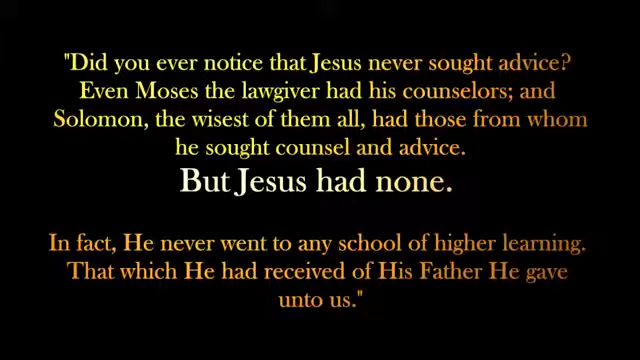 "Did you ever notice that Jesus never sought advice?
Even Moses the lawgiver had his counselors; and
Solomon, the wisest of them all, had those from whom
he sought counsel and advice.
But Jesus had none.
In fact, He never went to any school of higher learning.
That which He had received of His Father He gave
unto us."